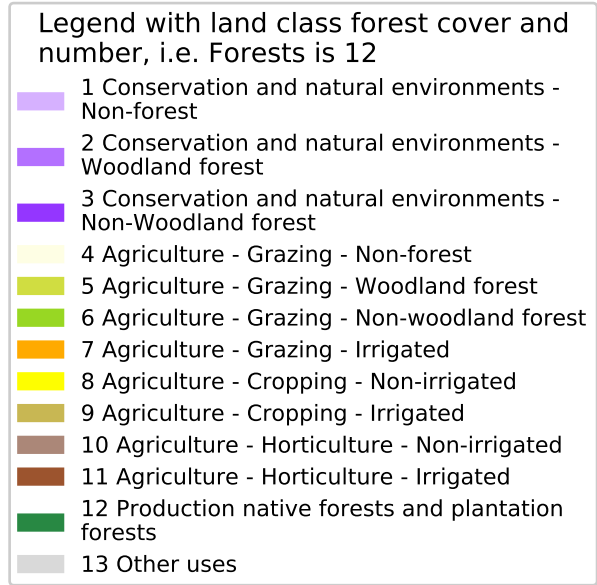 Legend with land class forest cover and
number, i.e. Forests is 12
1 Conservation and natural environments -
Non-forest
2 Conservation and natural environments -
Woodland forest
3 Conservation and natural environments -
Non-Woodland forest
4 Agriculture - Grazing - Non-forest
5 Agriculture - Grazing - Woodland forest
6 Agriculture - Grazing - Non-woodland forest
7 Agriculture - Grazing - Irrigated
8 Agriculture - Cropping - Non-irrigated
9 Agriculture - Cropping - Irrigated
10 Agriculture - Horticulture - Non-irrigated
11 Agriculture - Horticulture - Irrigated
12 Production native forests and plantation
forests
13 Other uses